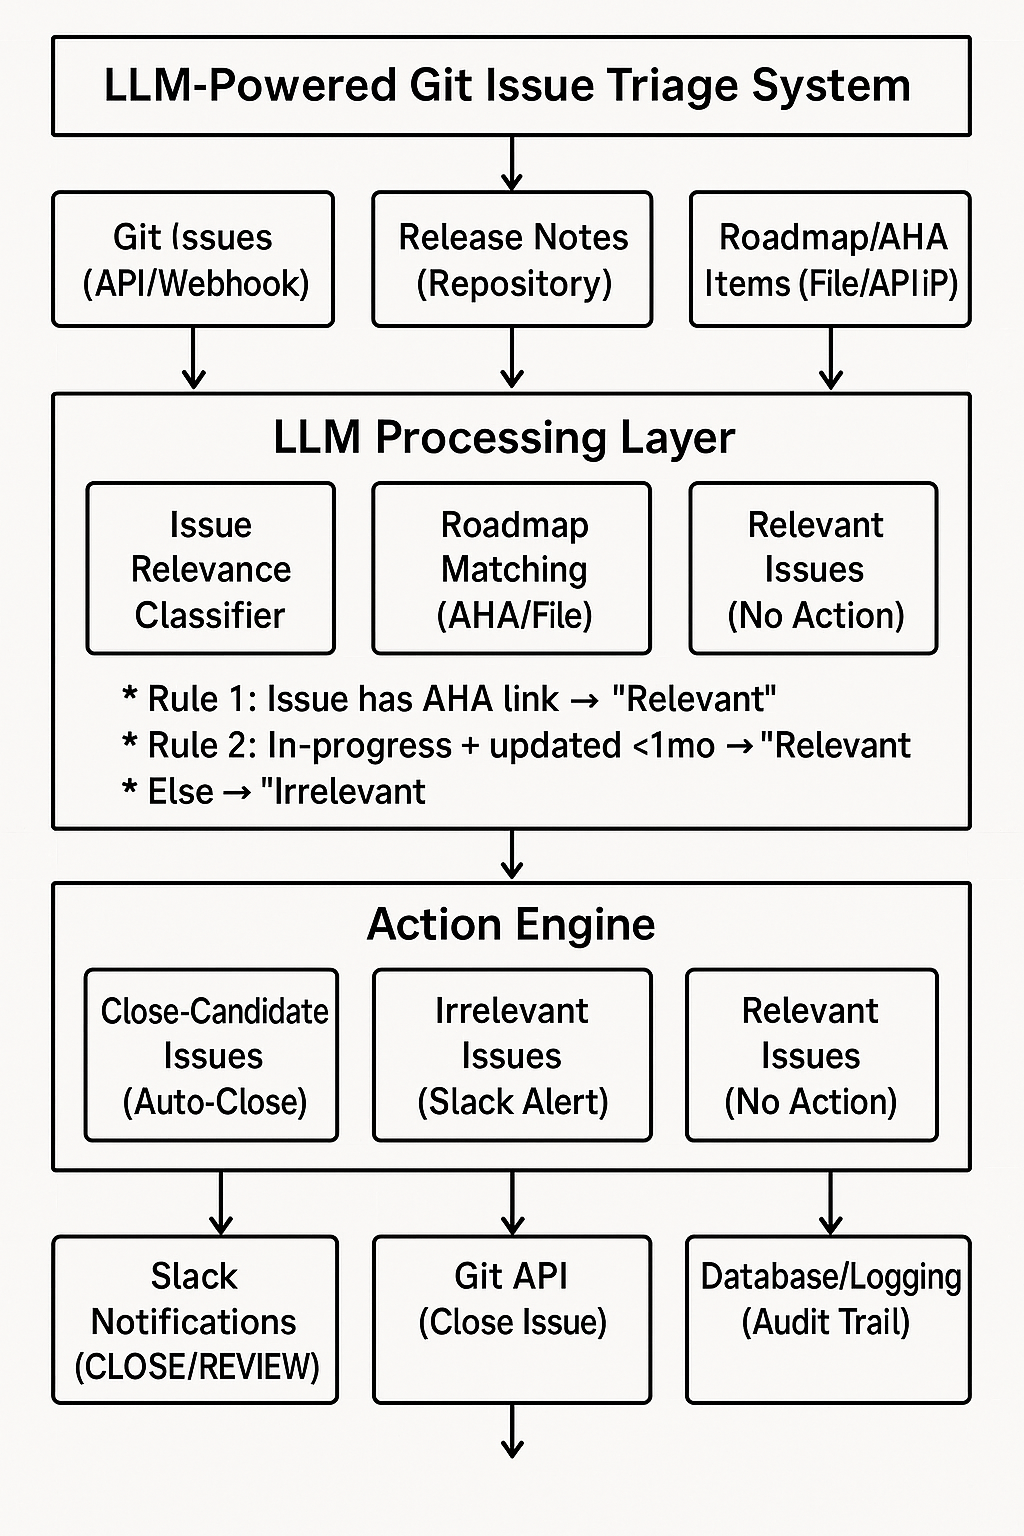 LLM-Powered Git Issue Triage System
Git Issues
(API/Webhook)
Release Notes
(Repository)
Roadmap/AHA
Items (File/APIiP)
LLM Processing Layer
Issue
Relevance
Classifier
Roadmap
Matching
(AHA/File)
Relevant
Issues
(No Action)
* Rule 1: Issue has AHA link → "Relevant"
* Rule 2: In-progress + updated <1mo → "Relevant
* Else → "Irrelevant
Action Engine
Close-Candidate
Issues
(Auto-Close)
Irrelevant
Issues
(Slack Alert)
Relevant
Issues
(No Action)
Slack
Notifications
(CLOSE/REVIEW)
Git API
(Close Issue)
Database/Logging
(Audit Trail)